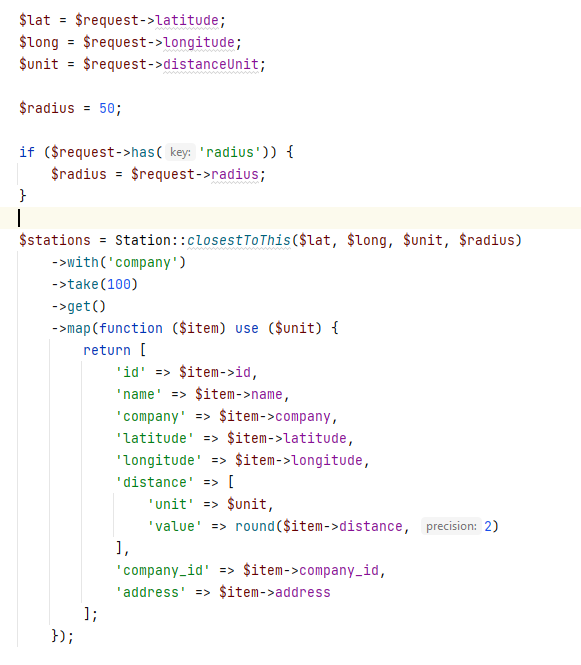 $lat = $request->latitude;
$long = $request->longitude;
$unit = $request->distanceUnit;

$radius = 50;

if ($request->has( key: 'radius')) {
    $radius = $request->radius;
}

$stations = Station::closestToThis($lat, $long, $unit, $radius)
    ->with('company')
    ->take(100)
    ->get()
    ->map(function ($item) use ($unit) {
        return [
            'id' => $item->id,
            'name' => $item->name,
            'company' => $item->company,
            'latitude' => $item->latitude,
            'longitude' => $item->longitude,
            'distance' => [
                'unit' => $unit,
                'value' => round($item->distance, precision: 2)
            ],
            'company_id' => $item->company_id,
            'address' => $item->address
        ];
    });